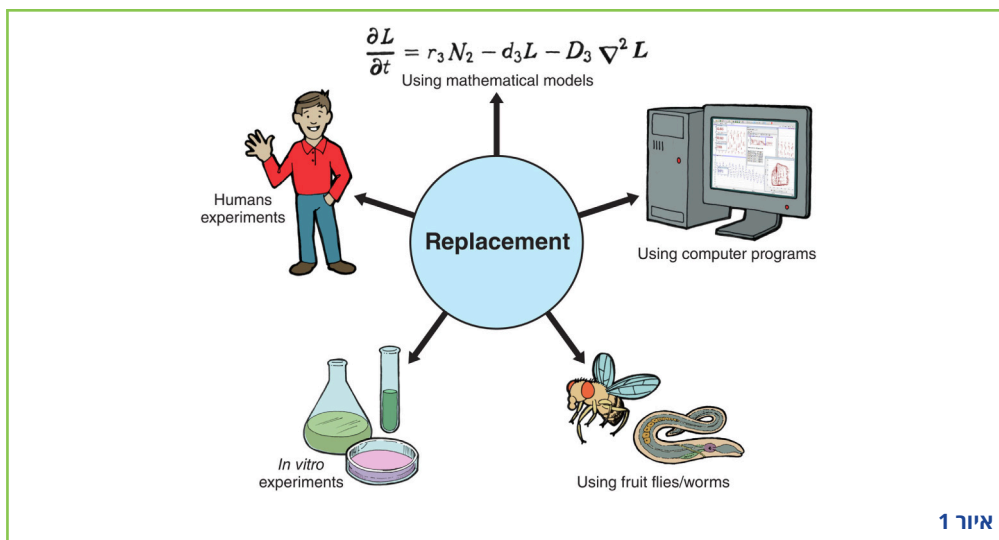 ∂L/∂t = r₃N₂ − d₃L − D₃ ∇² L
Using mathematical models
Humans
experiments
Replacement
Using computer programs
In vitro
experiments
Using fruit flies/worms
איור 1